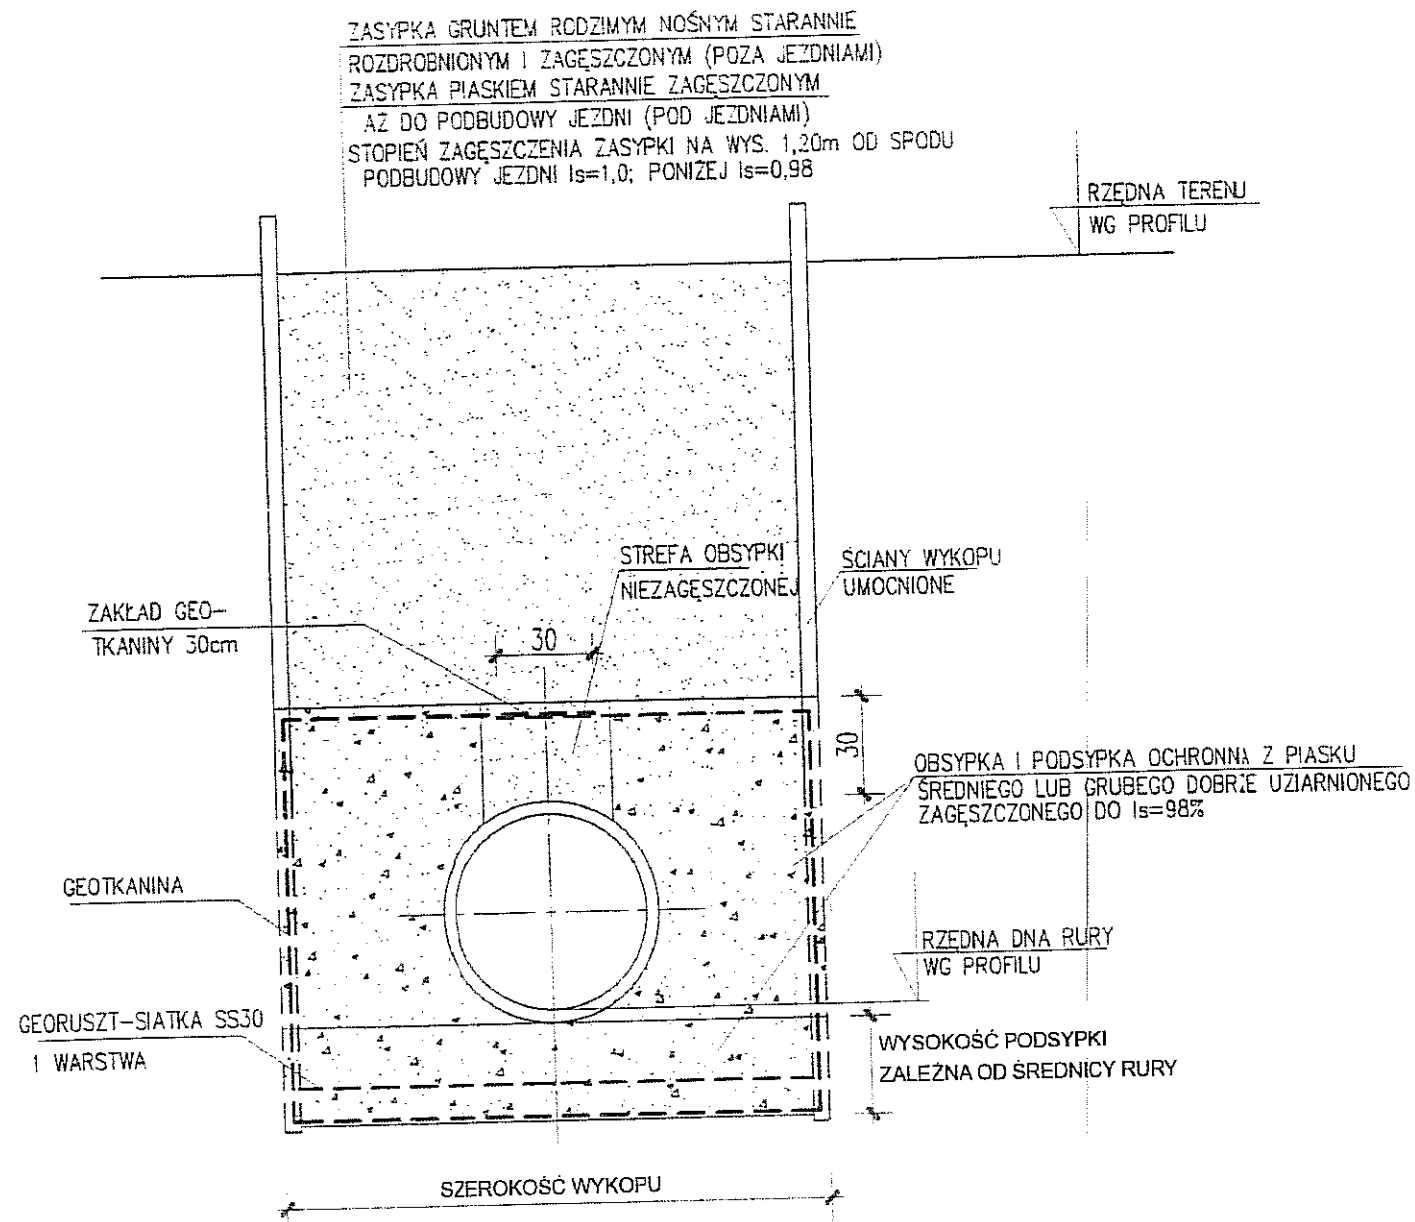 ZASYPKA GRUNTEM RODZIMYM NOŚNYM STARANNIE
ROZDROBNIONYM I ZAGĘSZCZONYM (POZA JEZDNIAMI)
ZASYPKA PIASKIEM STARANNIE ZAGĘSZCZONYM
AŻ DO PODBUDOWY JEZDNI (POD JEZDNIAMI)
STOPIEŃ ZAGĘSZCZENIA ZASYPKI NA WYS. 1,20m OD SPODU
PODBUDOWY JEZDNI Is=1,0; PONIŻEJ Is=0,98
RZĘDNA TERENU
WG PROFILU
STREFA OBSYPKI
NIEZAGĘSZCZONEJ
ŚCIANY WYKOPU
UMOCNIONE
ZAKŁAD GEO-
TKANINY 30cm
30
30
OBSYPKA I PODSYPKA OCHRONNA Z PIASKU
ŚREDNIEGO LUB GRUBEGO DOBRZE UZIARNIONEGO
ZAGĘSZCZONEGO DO Is=98%
GEOTKANINA
RZĘDNA DNA RURY
WG PROFILU
GEORUSZT-SIATKA SS30
1 WARSTWA
WYSOKOŚĆ PODSYPKI
ZALEŻNA OD ŚREDNICY RURY
SZEROKOŚĆ WYKOPU